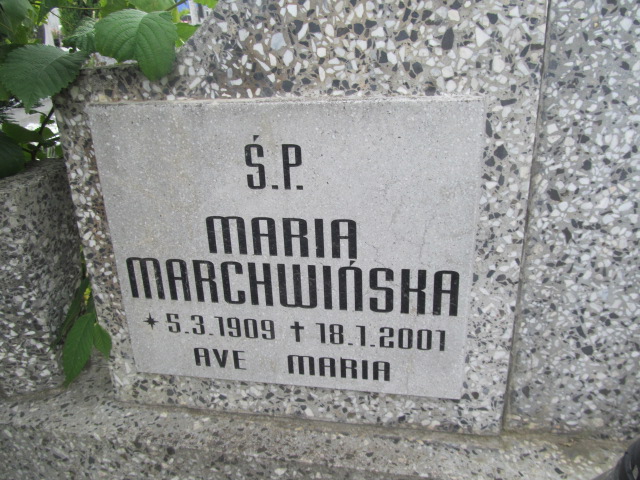 Ś.P.
MARIA
MARCHWIŃSKA
* 5.3.1909 † 18.1.2001
AVE MARIA